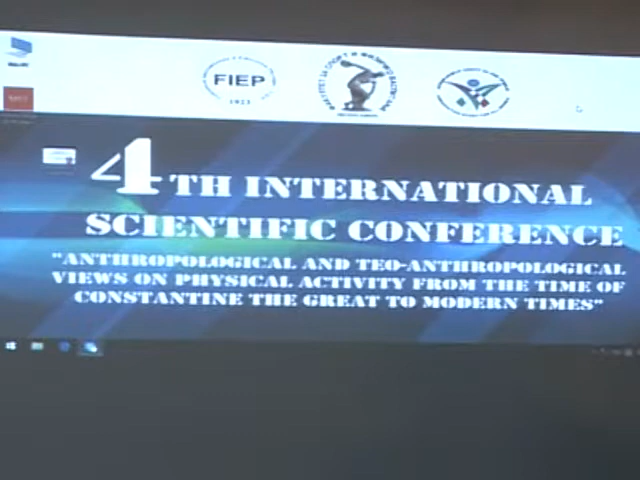 FIEP
1923
4TH INTERNATIONAL
SCIENTIFIC CONFERENCE
"ANTHROPOLOGICAL AND TEO-ANTHROPOLOGICAL
VIEWS ON PHYSICAL ACTIVITY FROM THE TIME OF
CONSTANTINE THE GREAT TO MODERN TIMES"